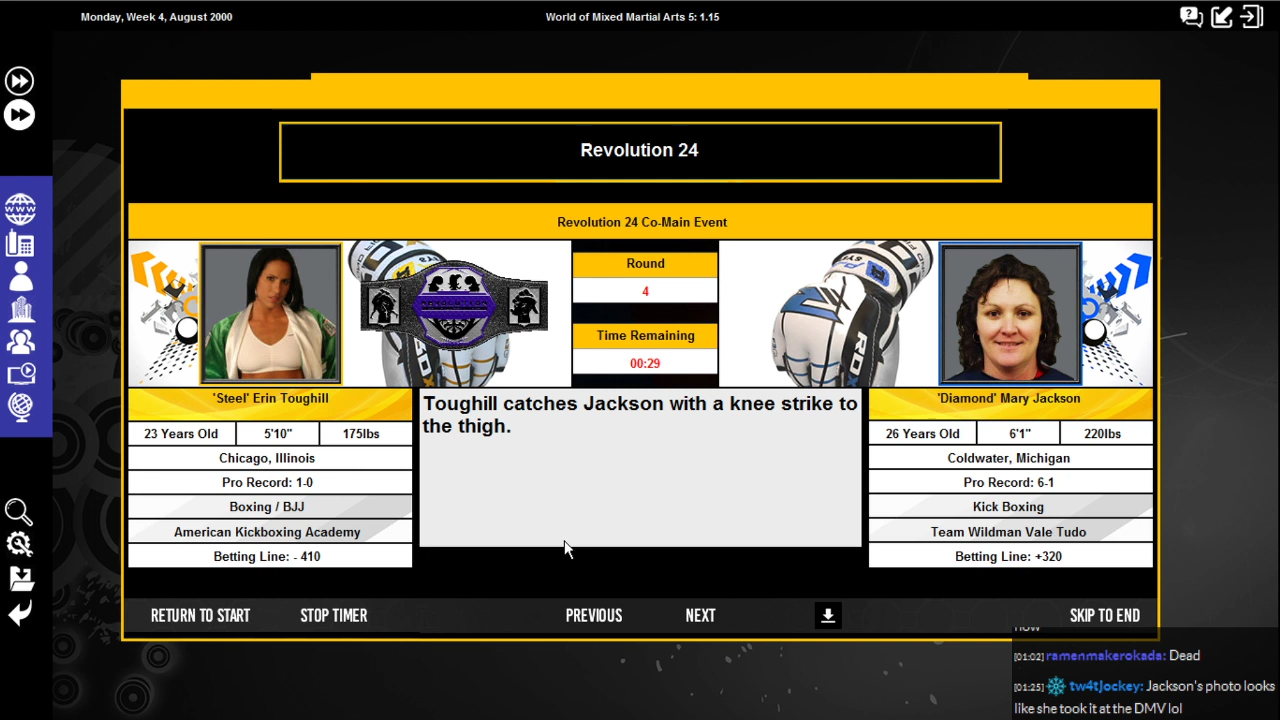 Monday, Week 4, August 2000
World of Mixed Martial Arts 5: 1.15
Revolution 24
Revolution 24 Co-Main Event
Round
4
Time Remaining
00:29
'Steel' Erin Toughill
23 Years Old
5'10"
175lbs
Chicago, Illinois
Pro Record: 1-0
Boxing / BJJ
American Kickboxing Academy
Betting Line: - 410
Toughill catches Jackson with a knee strike to
the thigh.
'Diamond' Mary Jackson
26 Years Old
6'1"
220lbs
Coldwater, Michigan
Pro Record: 6-1
Kick Boxing
Team Wildman Vale Tudo
Betting Line: +320
RETURN TO START
STOP TIMER
PREVIOUS
NEXT
SKIP TO END
now
[01:02] ramenmakerokada: Dead
[01:25] tw4tJockey: Jackson's photo looks
like she took it at the DMV lol